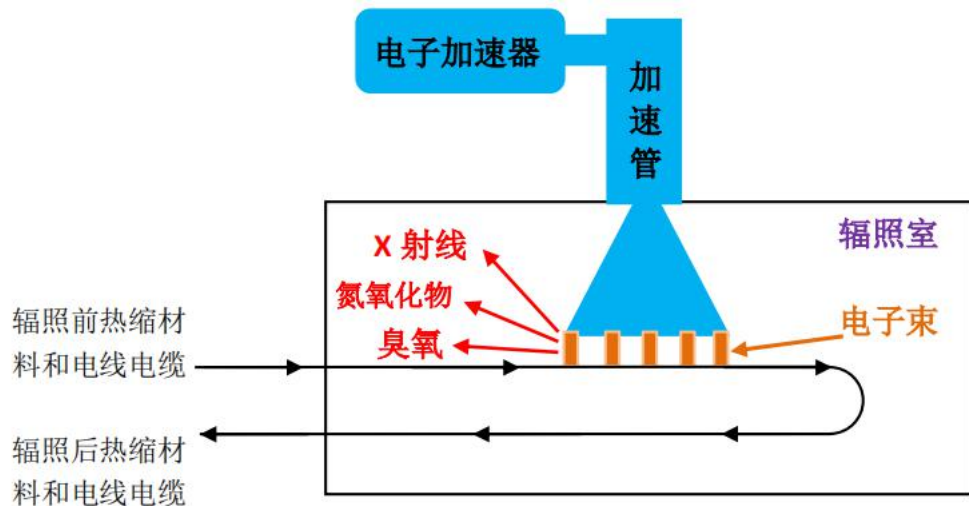 电子加速器
加
速
管
辐照室
X 射线
氮氧化物
臭氧
电子束
辐照前热缩材
料和电线电缆
辐照后热缩材
料和电线电缆